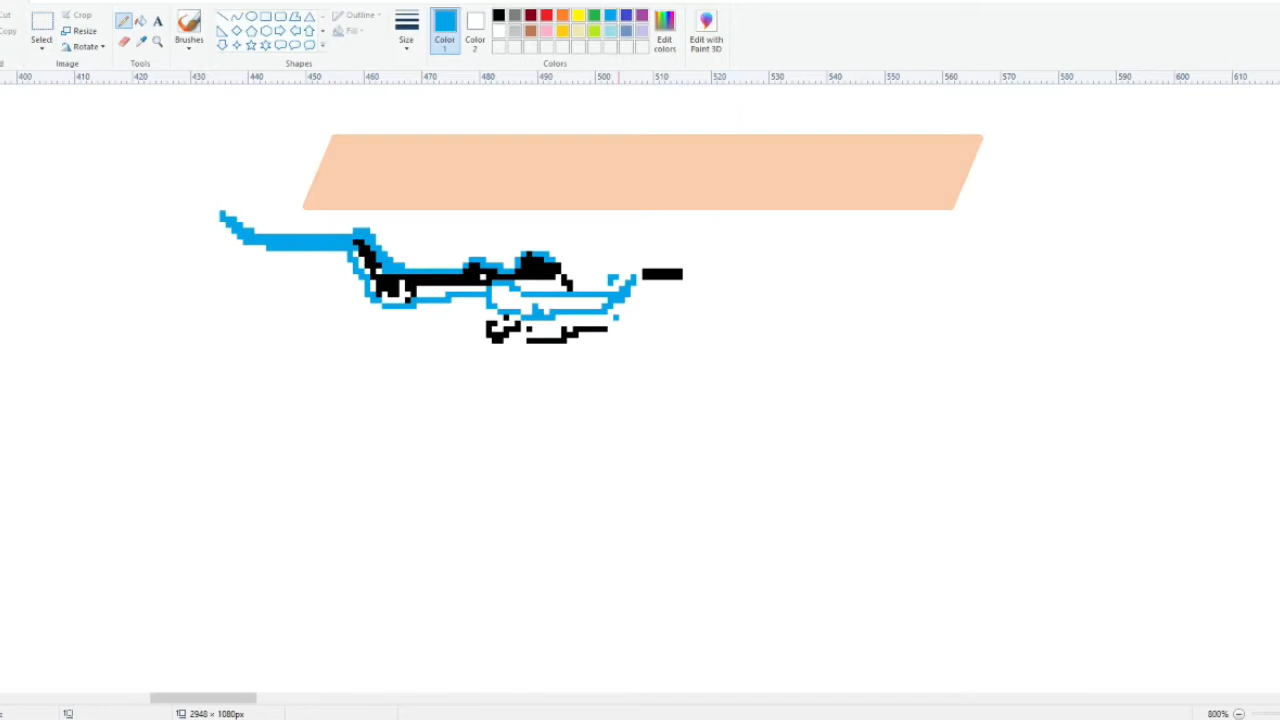 Cut
Copy
Select
Crop
Resize
Rotate
Image
A
Tools
Brushes
Outline
Fill
Shapes
Size
Color
1
Color
2
Edit
colors
Colors
Edit with
Paint 3D
400 410 420 430 440 450 460 470 480 490 500 510 520 530 540 550 560 570 580 590 600 610
2948 × 1080px
800%